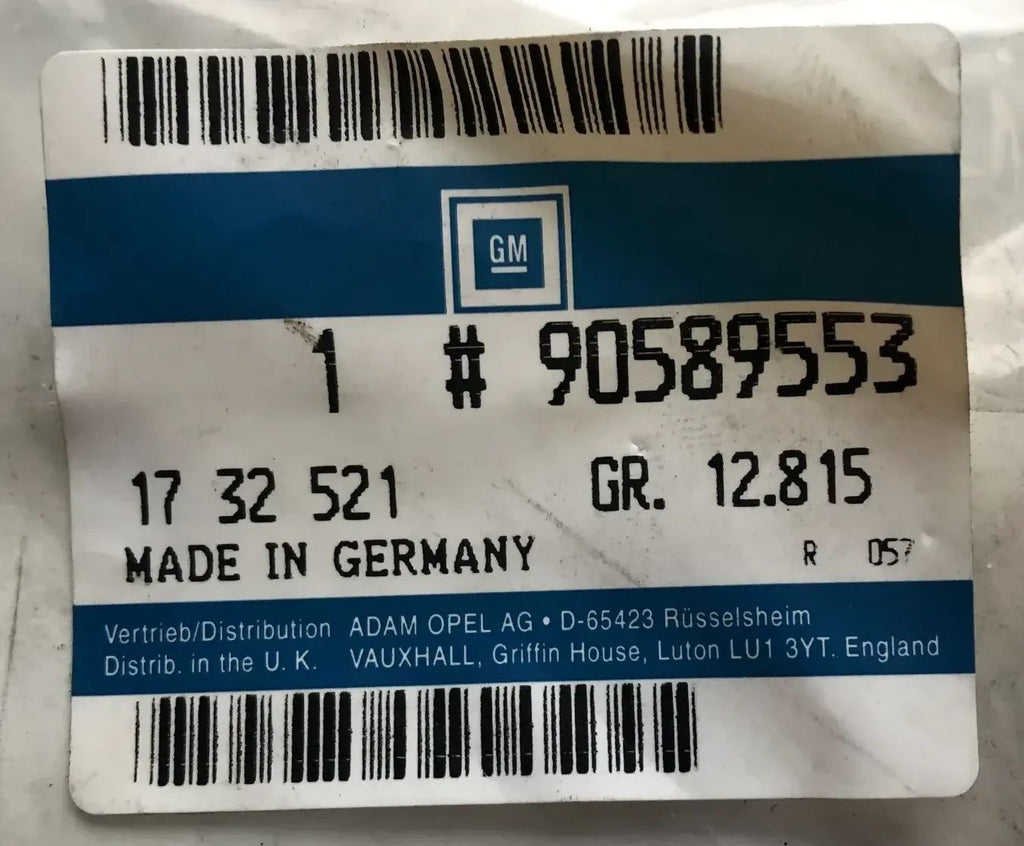 GM
1 # 90589553
17 32 521 GR. 12.815
MADE IN GERMANY R 057
Vertrieb/Distribution ADAM OPEL AG • D-65423 Rüsselsheim
Distrib. in the U. K. VAUXHALL, Griffin House, Luton LU1 3YT. England